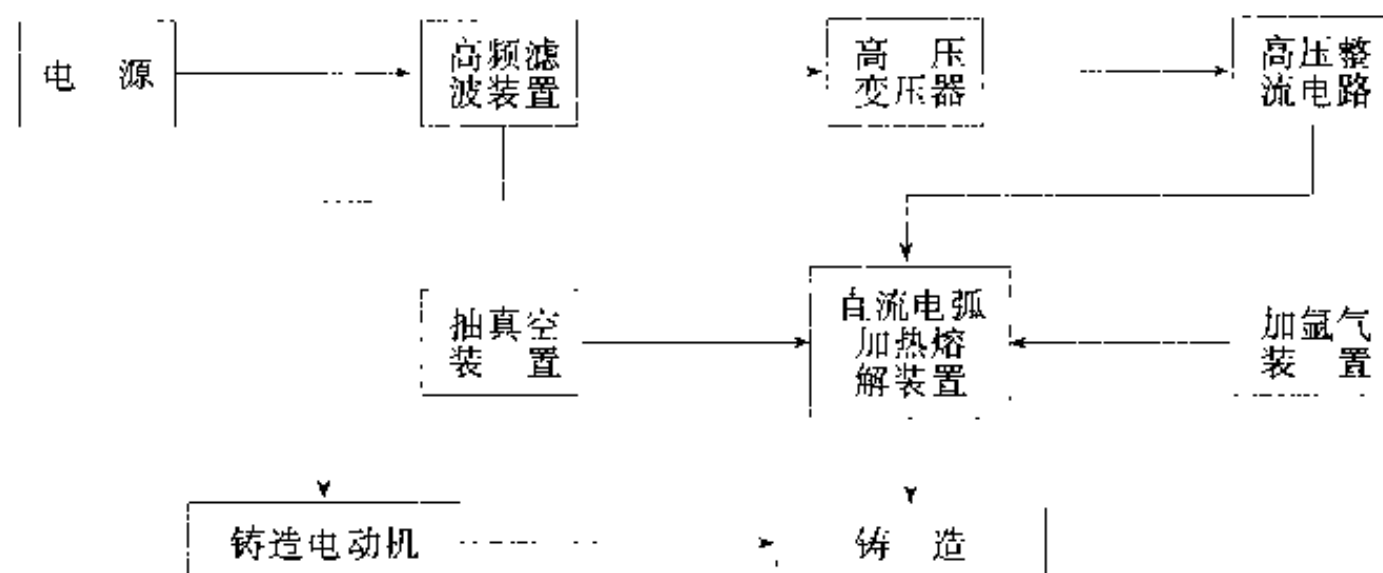 电 源
高频滤
波装置
高 压
变压器
高压整
流电路
抽真空
装 置
直流电弧
加热熔
解装置
加氩气
装 置
铸造电动机
铸 造